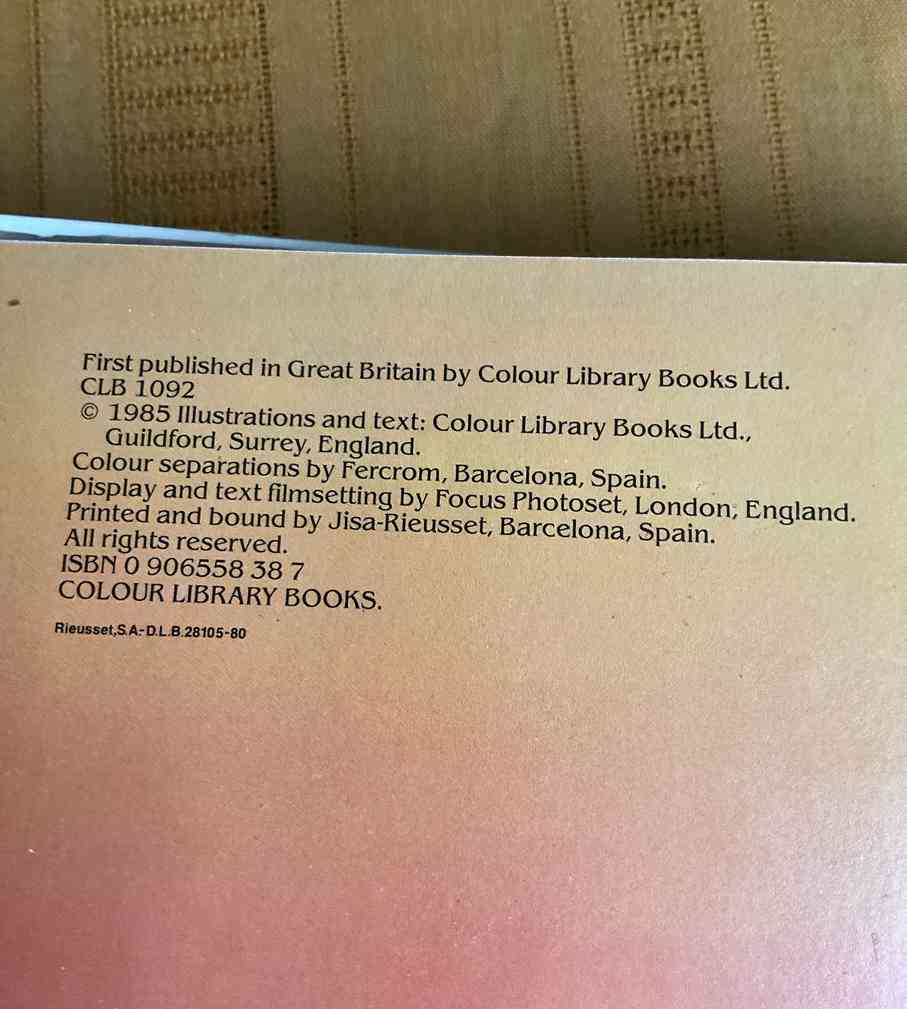 First published in Great Britain by Colour Library Books Ltd.
CLB 1092
© 1985 Illustrations and text: Colour Library Books Ltd.,
Guildford, Surrey, England.
Colour separations by Fercrom, Barcelona, Spain.
Display and text filmsetting by Focus Photoset, London, England.
Printed and bound by Jisa-Rieusset, Barcelona, Spain.
All rights reserved.
ISBN 0 906558 38 7
COLOUR LIBRARY BOOKS.
Rieusset,S.A.-D.L.B.28105-80